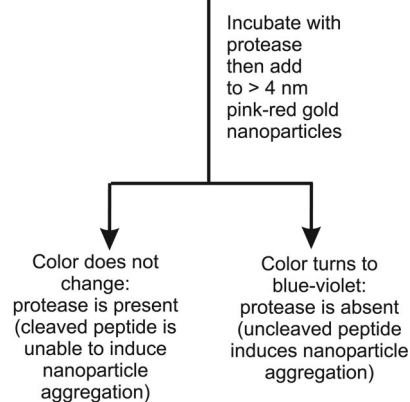 Incubate with
protease
then add
to > 4 nm
pink-red gold
nanoparticles
Color does not
change:
protease is present
(cleaved peptide is
unable to induce
nanoparticle
aggregation)
Color turns to
blue-violet:
protease is absent
(uncleaved peptide
induces nanoparticle
aggregation)